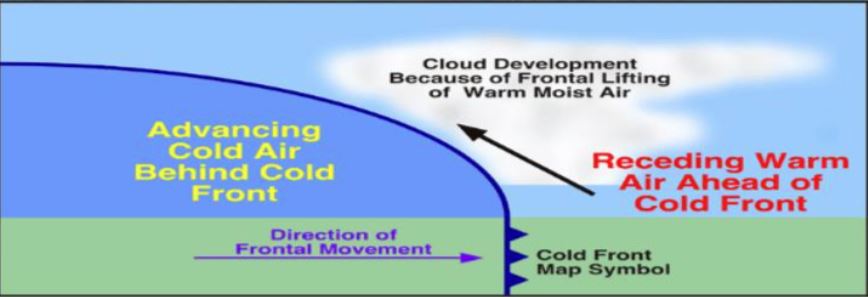 Cloud Development
Because of Frontal Lifting
of Warm Moist Air
Advancing
Cold Air
Behind Cold
Front
Receding Warm
Air Ahead of
Cold Front
Direction of
Frontal Movement
Cold Front
Map Symbol